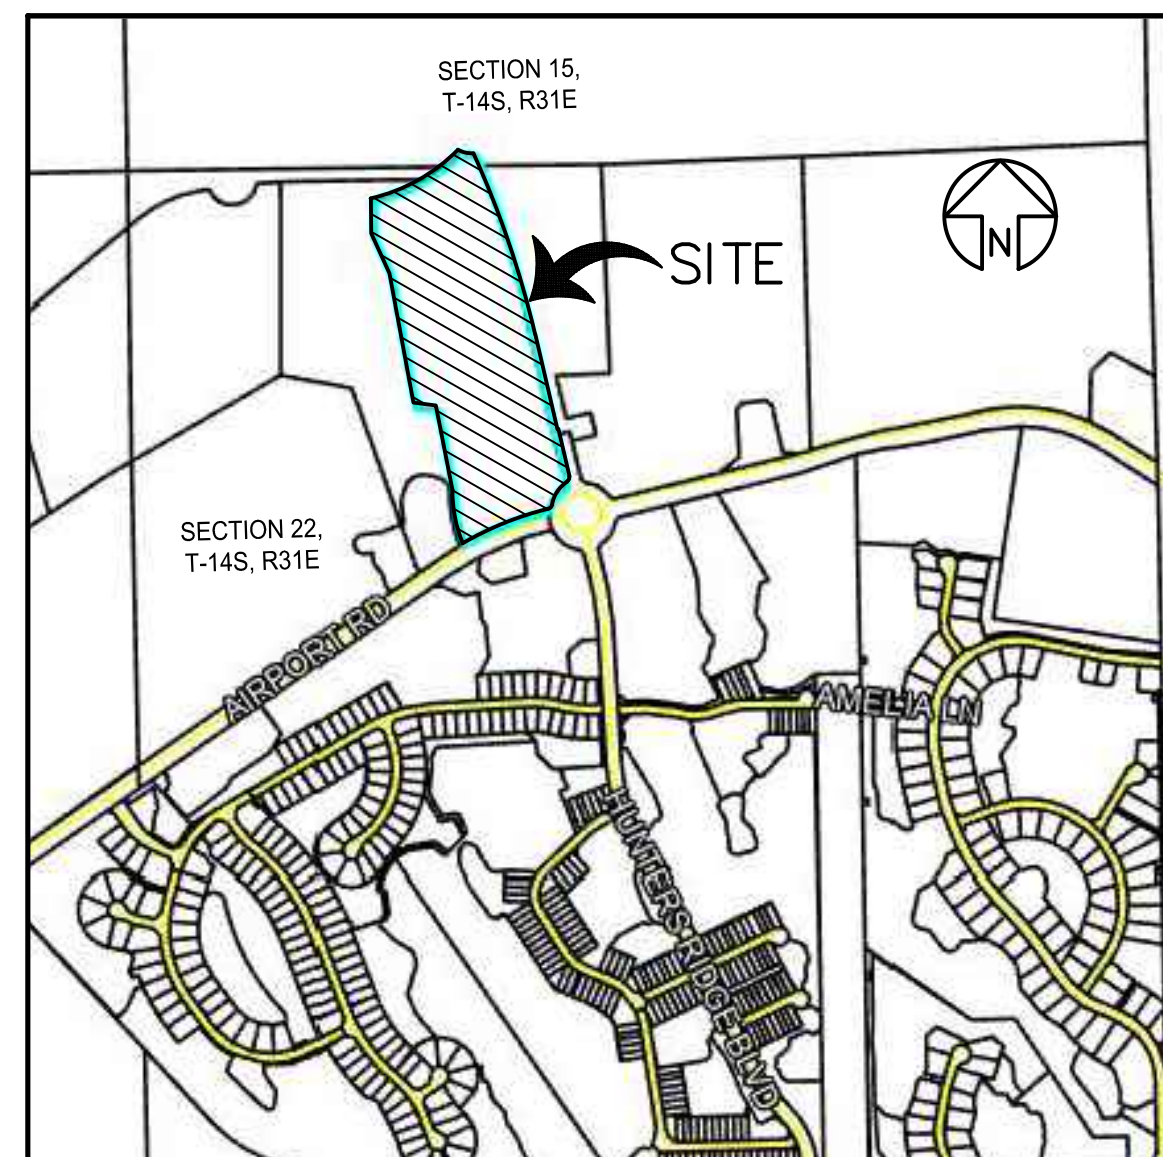 SECTION 15,
T-14S, R31E
SITE
N
SECTION 22,
T-14S, R31E
AIRPORT RD
AMELIA LN
HUNTERS RIDGE BLVD